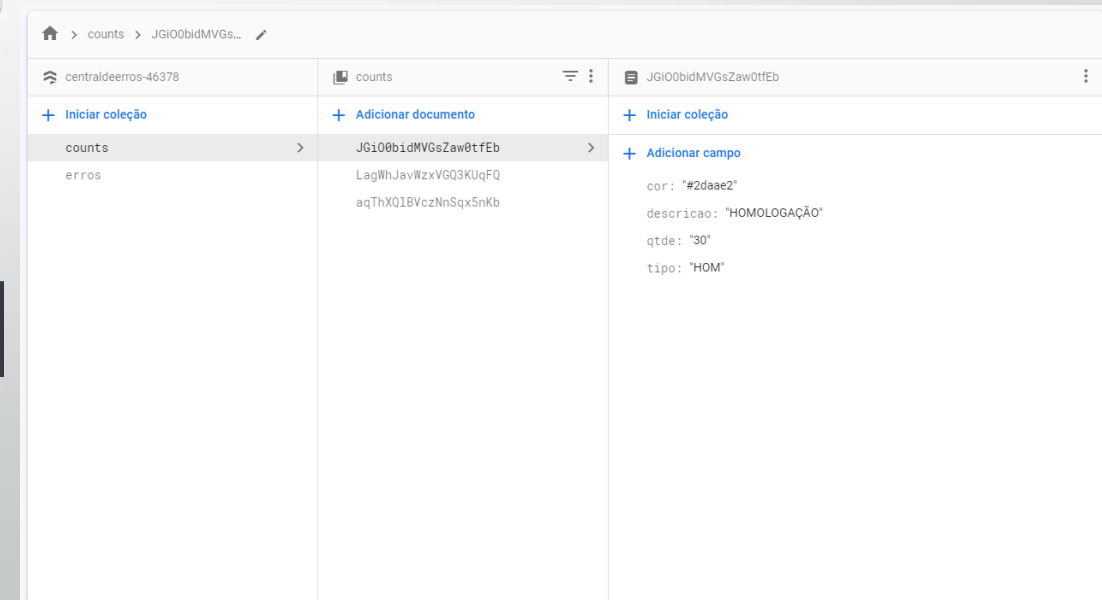 counts JGiO0bidMVGs...
centraldeerros-46378
Iniciar coleção
counts
erros
counts
Adicionar documento
JGiO0bidMVGsZaw0tfEb
LagWhJavWzxVGQ3KUqFQ
aqThXQlBVczNnSqx5nKb
JGiO0bidMVGsZaw0tfEb
Iniciar coleção
Adicionar campo
cor: "#2daae2"
descricao: "HOMOLOGAÇÃO"
qtde: "30"
tipo: "HOM"